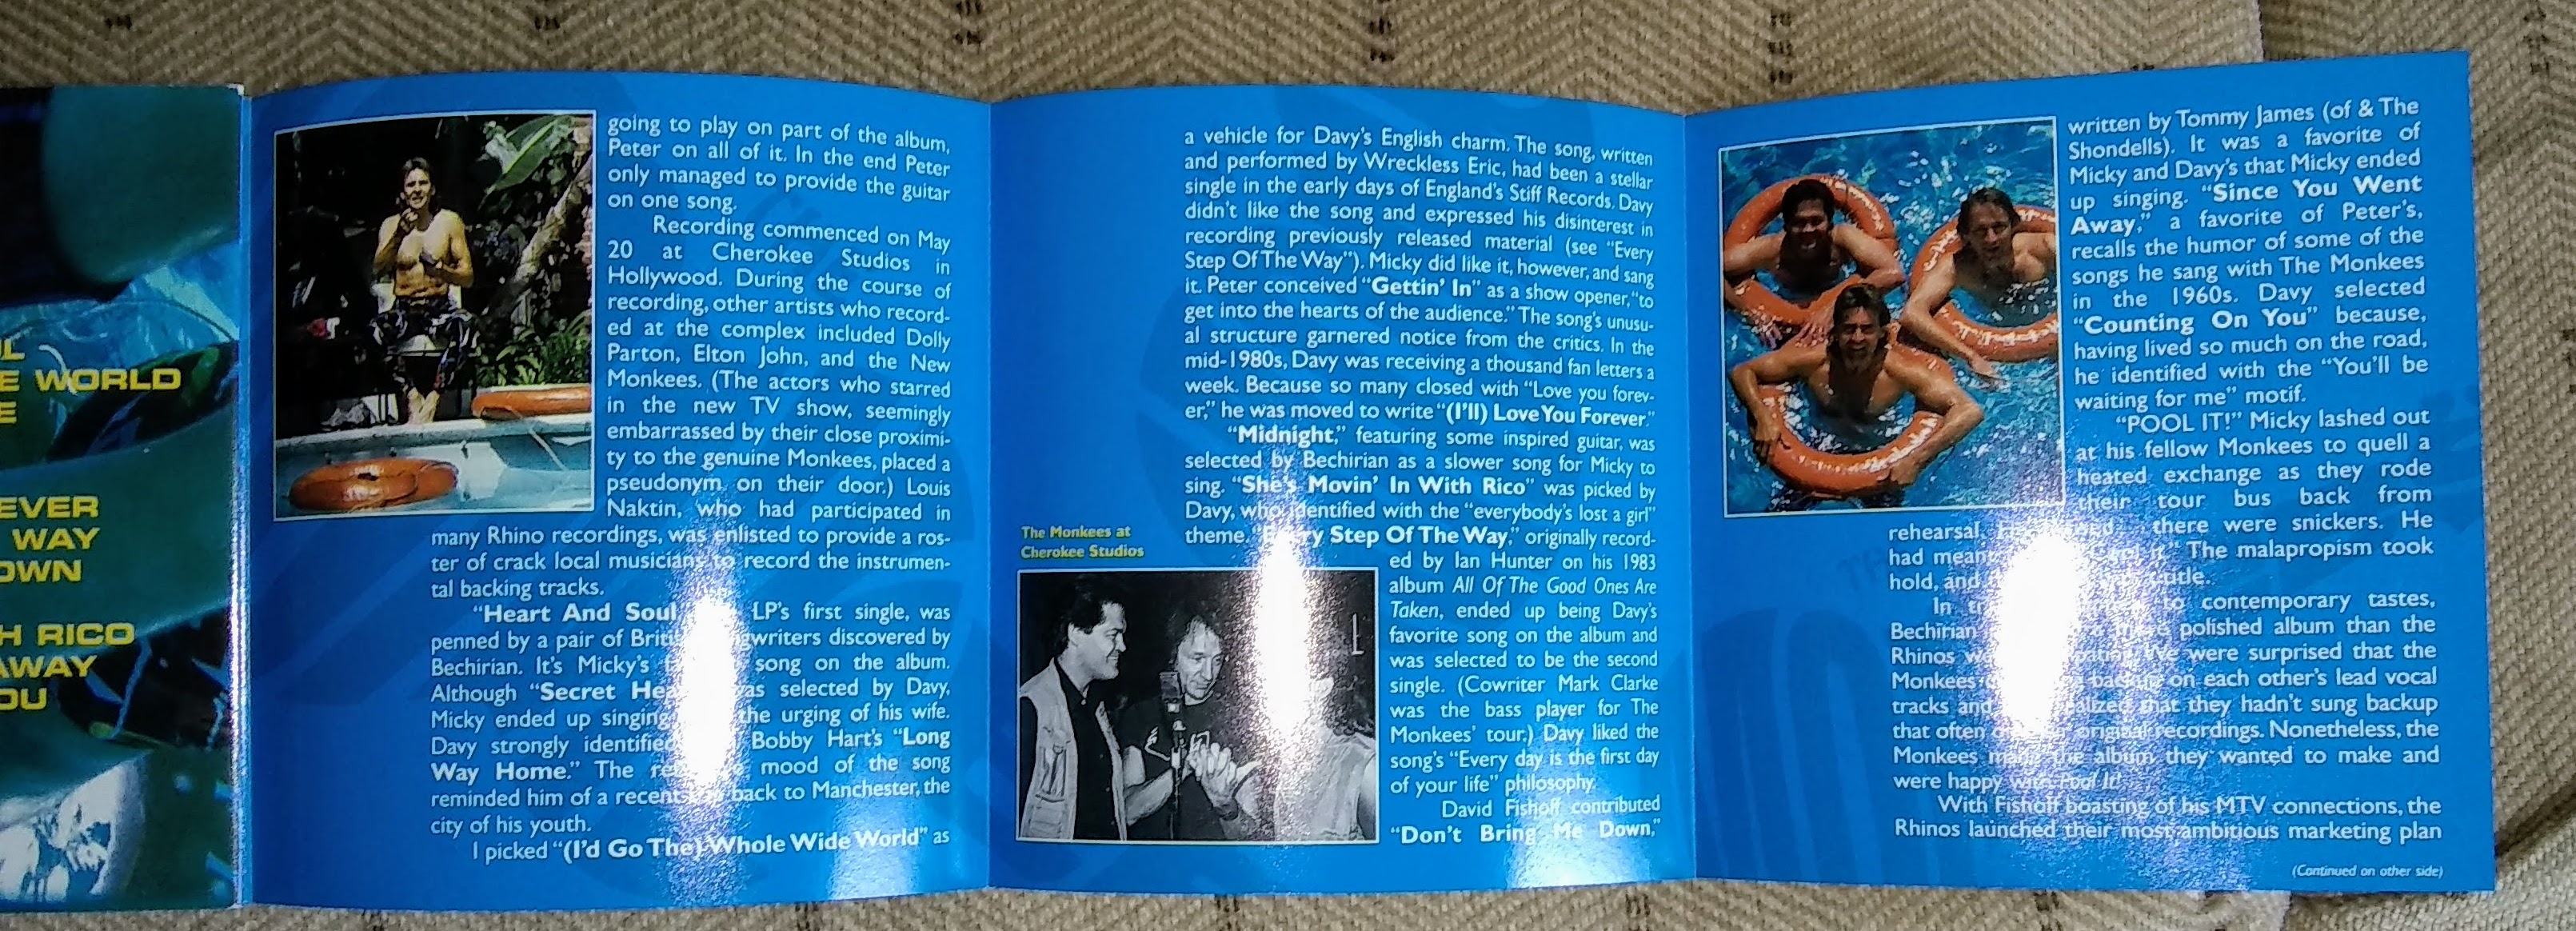 L
E WORLD
E
EVER
WAY
OWN
H RICO
AWAY
OU
going to play on part of the album,
Peter on all of it. In the end Peter
only managed to provide the guitar
on one song.
Recording commenced on May
20 at Cherokee Studios in
Hollywood. During the course of
recording, other artists who record-
ed at the complex included Dolly
Parton, Elton John, and the New
Monkees. (The actors who starred
in the new TV show, seemingly
embarrassed by their close proximi-
ty to the genuine Monkees, placed a
pseudonym on their door.) Louis
Naktin, who had participated in
many Rhino recordings, was enlisted to provide a ros-
ter of crack local musicians to record the instrumen-
tal backing tracks.
"Heart And Soul LP's first single, was
penned by a pair of discovered by
Bechirian. It's Micky's song on the album.
Although "Secret was selected by Davy,
Micky ended up singing the urging of his wife.
Davy strongly identified Bobby Hart's "Long
Way Home." The mood of the song
reminded him of a recent back to Manchester, the
city of his youth.
I picked "(I'd Go The) Whole Wide World" as
a vehicle for Davy's English charm. The song, written
and performed by Wreckless Eric, had been a stellar
single in the early days of England's Stiff Records. Davy
didn't like the song and expressed his disinterest in
recording previously released material (see "Every
Step Of The Way"). Micky did like it, however, and sang
it. Peter conceived "Gettin' In" as a show opener, "to
get into the hearts of the audience." The song's unusu-
al structure garnered notice from the critics. In the
mid-1980s, Davy was receiving a thousand fan letters a
week. Because so many closed with "Love you forev-
er," he was moved to write "(I'll) Love You Forever."
"Midnight," featuring some inspired guitar, was
selected by Bechirian as a slower song for Micky to
sing. "She's Movin' In With Rico" was picked by
Davy, who identified with the "everybody's lost a girl"
theme. "Every Step Of The Way," originally record-
ed by Ian Hunter on his 1983
album All Of The Good Ones Are
Taken, ended up being Davy's
favorite song on the album and
was selected to be the second
single. (Cowriter Mark Clarke
was the bass player for The
Monkees' tour.) Davy liked the
song's "Every day is the first day
of your life" philosophy.
David Fishoff contributed
"Don't Bring Me Down,"
The Monkees at
Cherokee Studios
written by Tommy James (of & The
Shondells). It was a favorite of
Micky and Davy's that Micky ended
up singing. "Since You Went
Away," a favorite of Peter's,
recalls the humor of some of the
songs he sang with The Monkees
in the 1960s. Davy selected
"Counting On You" because,
having lived so much on the road,
he identified with the "You'll be
waiting for me" motif.
"POOL IT!" Micky lashed out
at his fellow Monkees to quell a
heated exchange as they rode
their tour bus back from
rehearsal. there were snickers. He
had meant The malapropism took
hold, and title.
In to contemporary tastes,
Bechirian polished album than the
Rhinos were surprised that the
Monkees on each other's lead vocal
tracks and that they hadn't sung backup
that often original recordings. Nonetheless, the
Monkees made the album they wanted to make and
were happy with Pool It!
With Fishoff boasting of his MTV connections, the
Rhinos launched their most ambitious marketing plan
(Continued on other side)